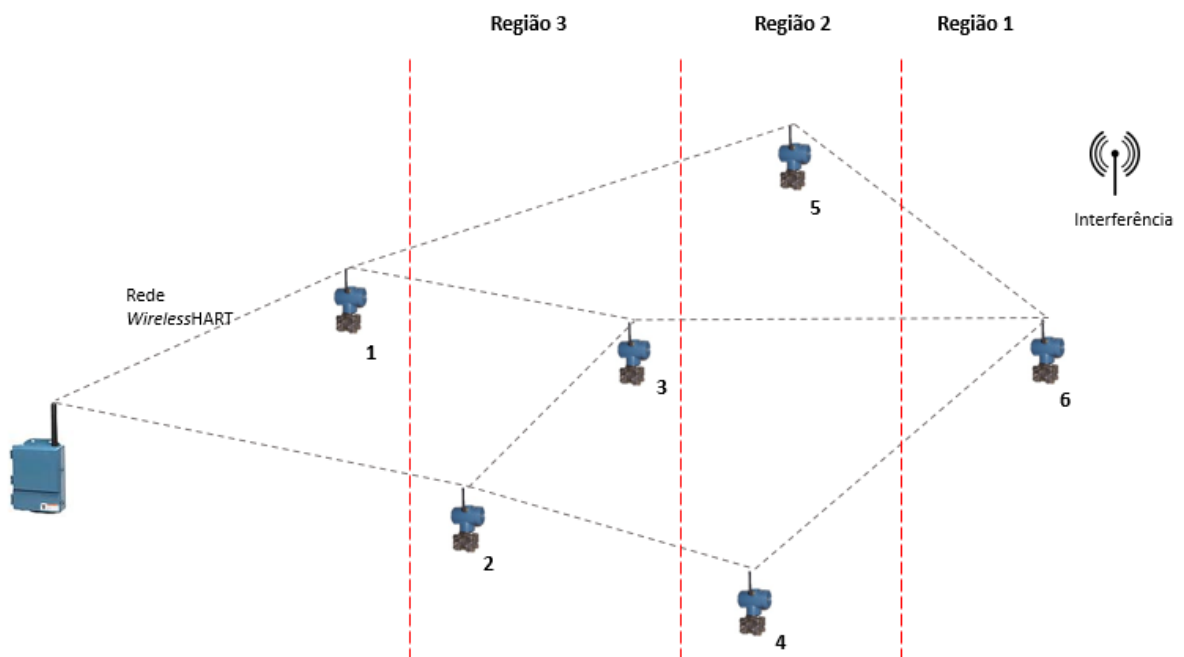 Região 3
Região 2
Região 1
5
Interferência
Rede
WirelessHART
1
3
6
2
4